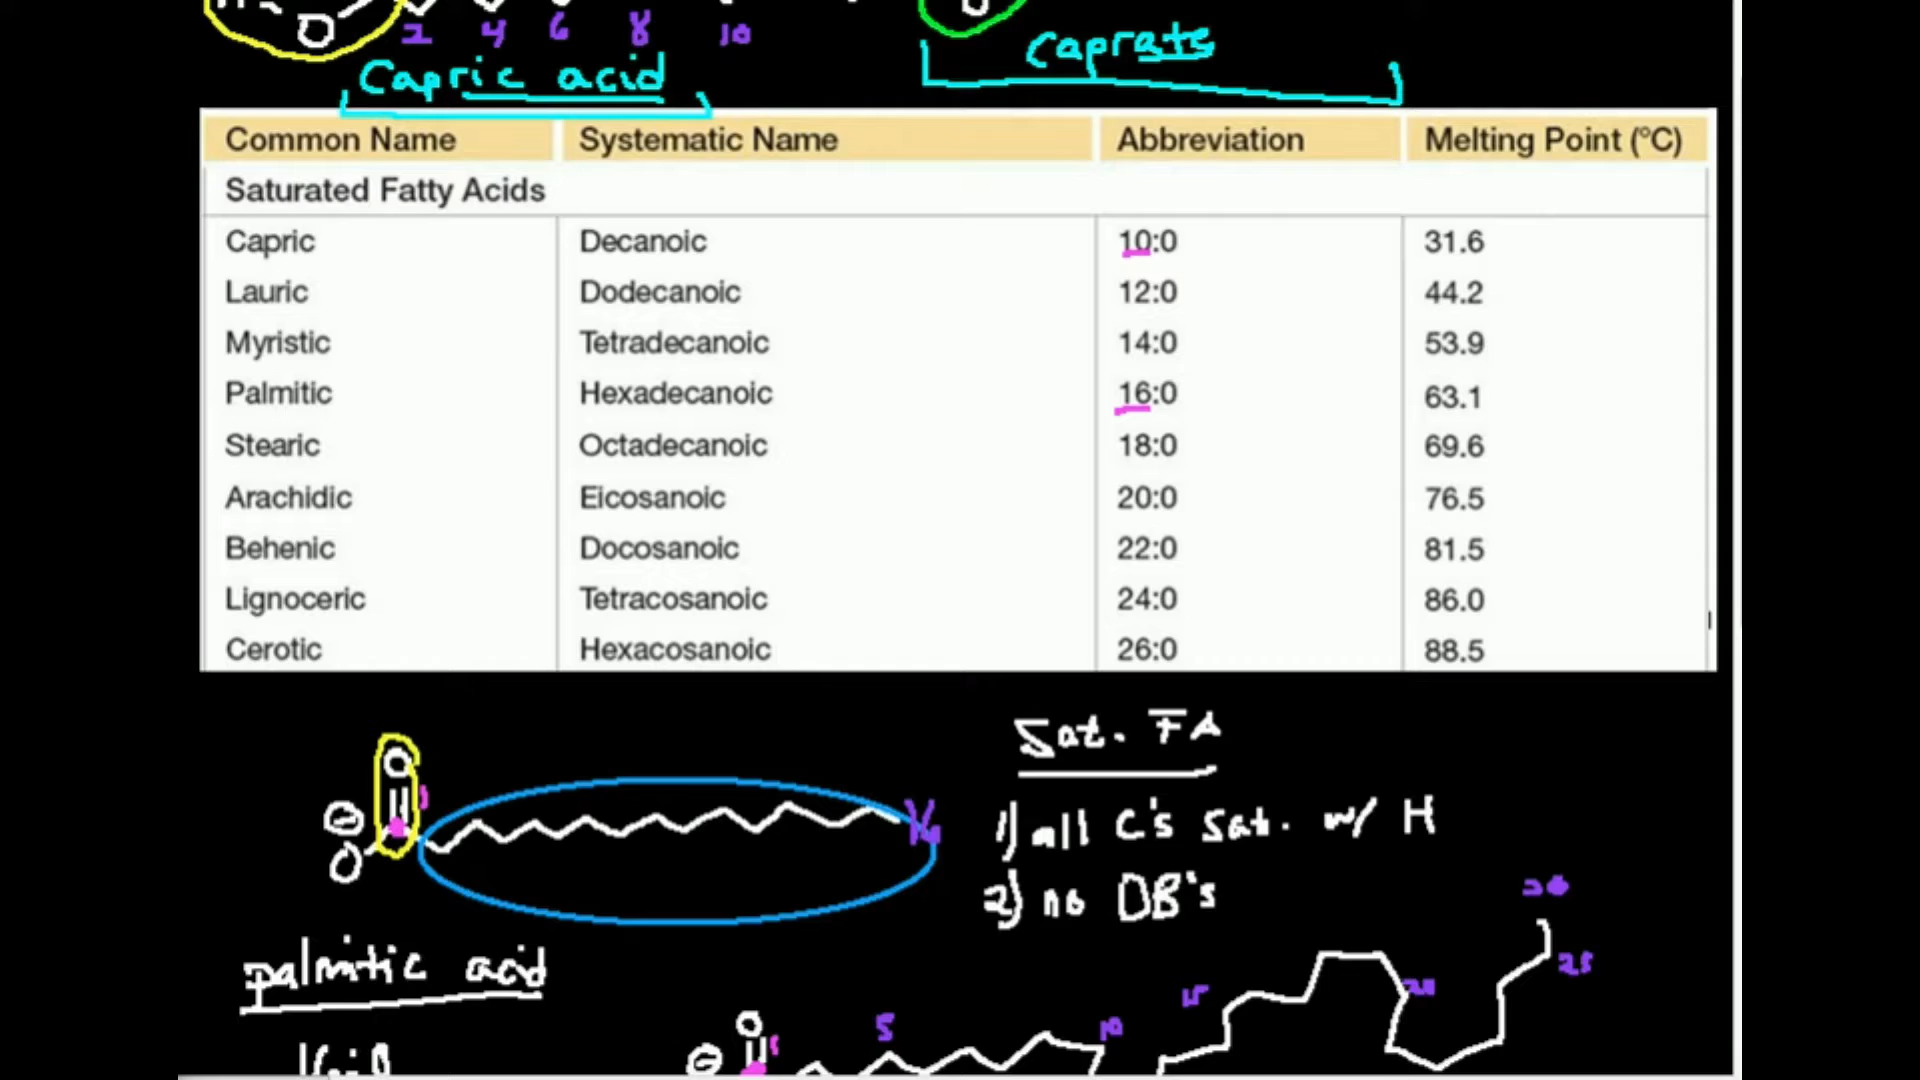 O
2 4 6 8 10
Capric acid
Caprate
Common Name Systematic Name Abbreviation Melting Point (°C)
Saturated Fatty Acids
Capric Decanoic 10:0 31.6
Lauric Dodecanoic 12:0 44.2
Myristic Tetradecanoic 14:0 53.9
Palmitic Hexadecanoic 16:0 63.1
Stearic Octadecanoic 18:0 69.6
Arachidic Eicosanoic 20:0 76.5
Behenic Docosanoic 22:0 81.5
Lignoceric Tetracosanoic 24:0 86.0
Cerotic Hexacosanoic 88.5 26:0
Sat. FA
O
1
⊖
O
1) all C's sat. w/ H
2) no DB's
palmitic acid
26
25
20
15
10
5
O
1
⊖